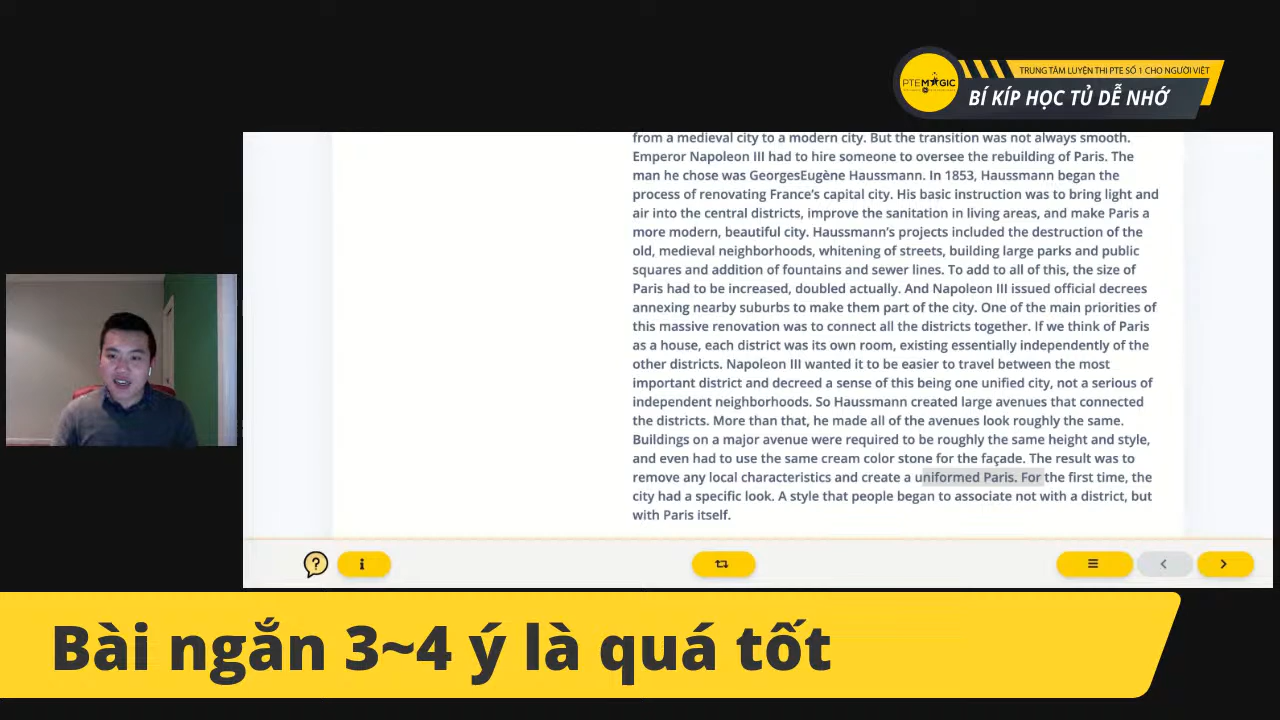 TRUNG TÂM LUYỆN THI PTE SỐ 1 CHO NGƯỜI VIỆT
PTEMAGIC
BÍ KÍP HỌC TỦ DỄ NHỚ
from a medieval city to a modern city. But the transition was not always smooth.
Emperor Napoleon III had to hire someone to oversee the rebuilding of Paris. The
man he chose was GeorgesEugène Haussmann. In 1853, Haussmann began the
process of renovating France's capital city. His basic instruction was to bring light and
air into the central districts, improve the sanitation in living areas, and make Paris a
more modern, beautiful city. Haussmann's projects included the destruction of the
old, medieval neighborhoods, whitening of streets, building large parks and public
squares and addition of fountains and sewer lines. To add to all of this, the size of
Paris had to be increased, doubled actually. And Napoleon III issued official decrees
annexing nearby suburbs to make them part of the city. One of the main priorities of
this massive renovation was to connect all the districts together. If we think of Paris
as a house, each district was its own room, existing essentially independently of the
other districts. Napoleon III wanted it to be easier to travel between the most
important district and decreed a sense of this being one unified city, not a serious of
independent neighborhoods. So Haussmann created large avenues that connected
the districts. More than that, he made all of the avenues look roughly the same.
Buildings on a major avenue were required to be roughly the same height and style,
and even had to use the same cream color stone for the façade. The result was to
remove any local characteristics and create a uniformed Paris. For the first time, the
city had a specific look. A style that people began to associate not with a district, but
with Paris itself.
Bài ngắn 3~4 ý là quá tốt